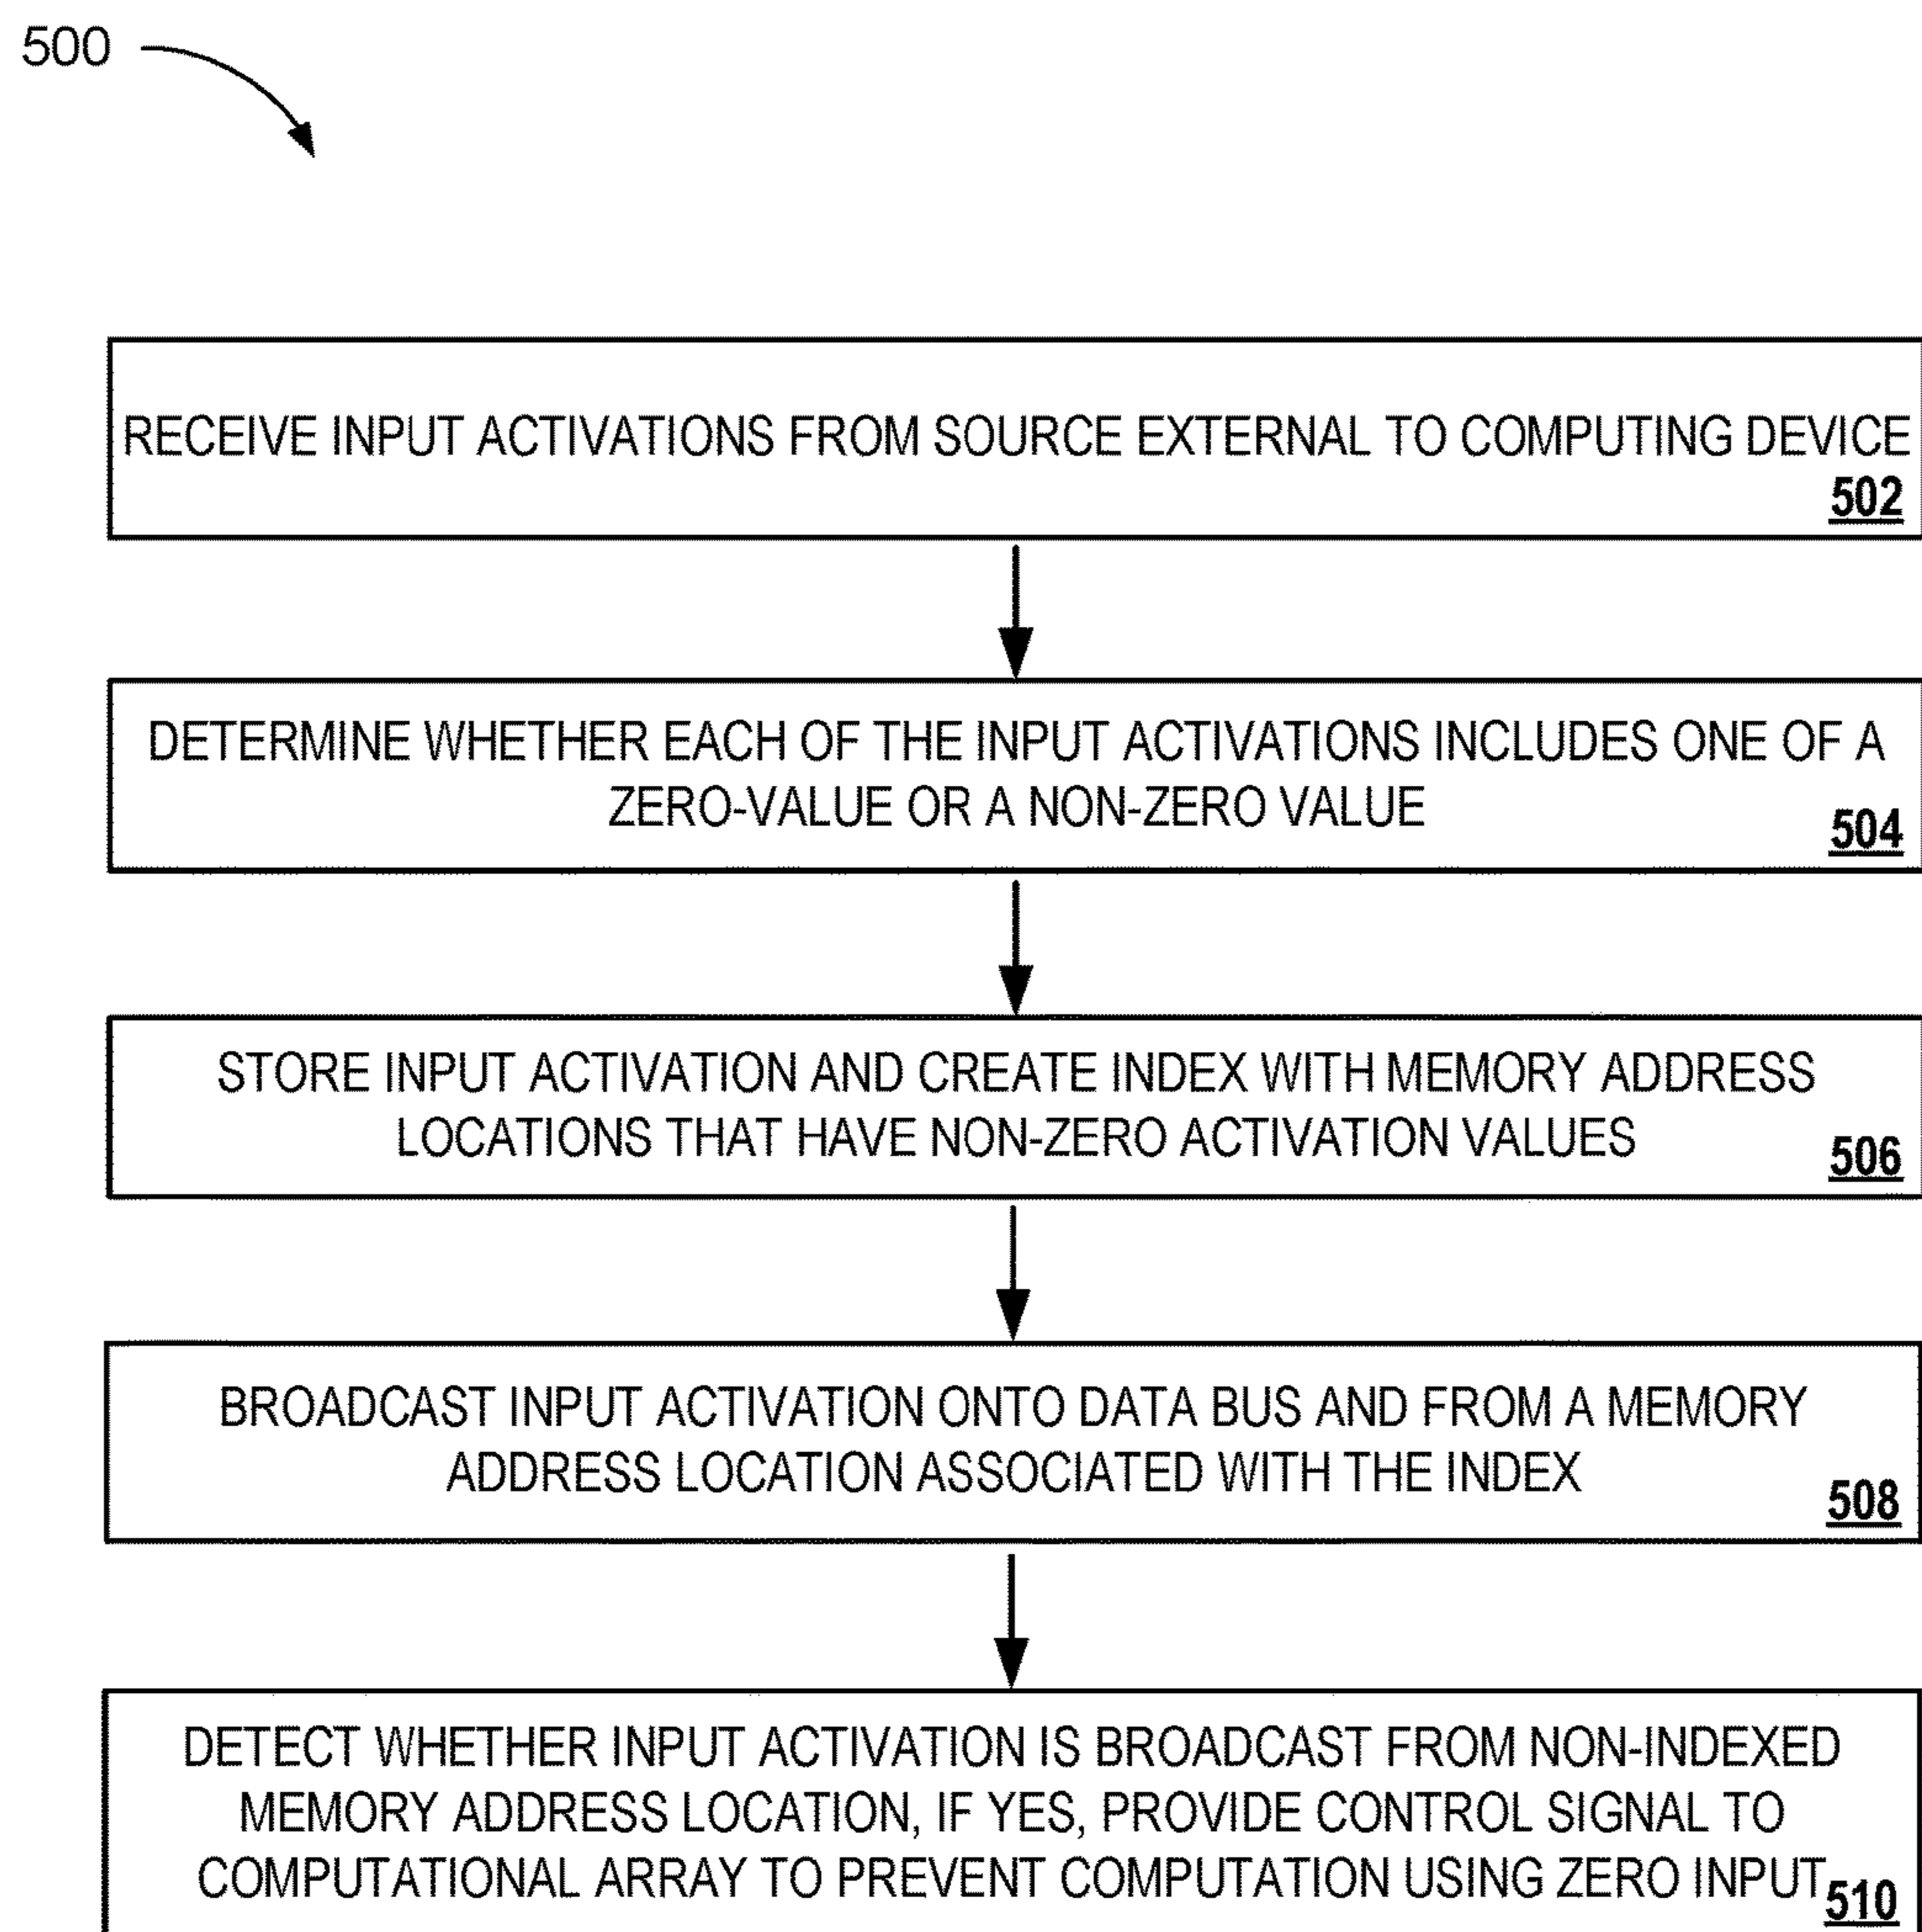 500
RECEIVE INPUT ACTIVATIONS FROM SOURCE EXTERNAL TO COMPUTING DEVICE
502
DETERMINE WHETHER EACH OF THE INPUT ACTIVATIONS INCLUDES ONE OF A
ZERO-VALUE OR A NON-ZERO VALUE
504
STORE INPUT ACTIVATION AND CREATE INDEX WITH MEMORY ADDRESS
LOCATIONS THAT HAVE NON-ZERO ACTIVATION VALUES
506
BROADCAST INPUT ACTIVATION ONTO DATA BUS AND FROM A MEMORY
ADDRESS LOCATION ASSOCIATED WITH THE INDEX
508
DETECT WHETHER INPUT ACTIVATION IS BROADCAST FROM NON-INDEXED
MEMORY ADDRESS LOCATION, IF YES, PROVIDE CONTROL SIGNAL TO
COMPUTATIONAL ARRAY TO PREVENT COMPUTATION USING ZERO INPUT
510